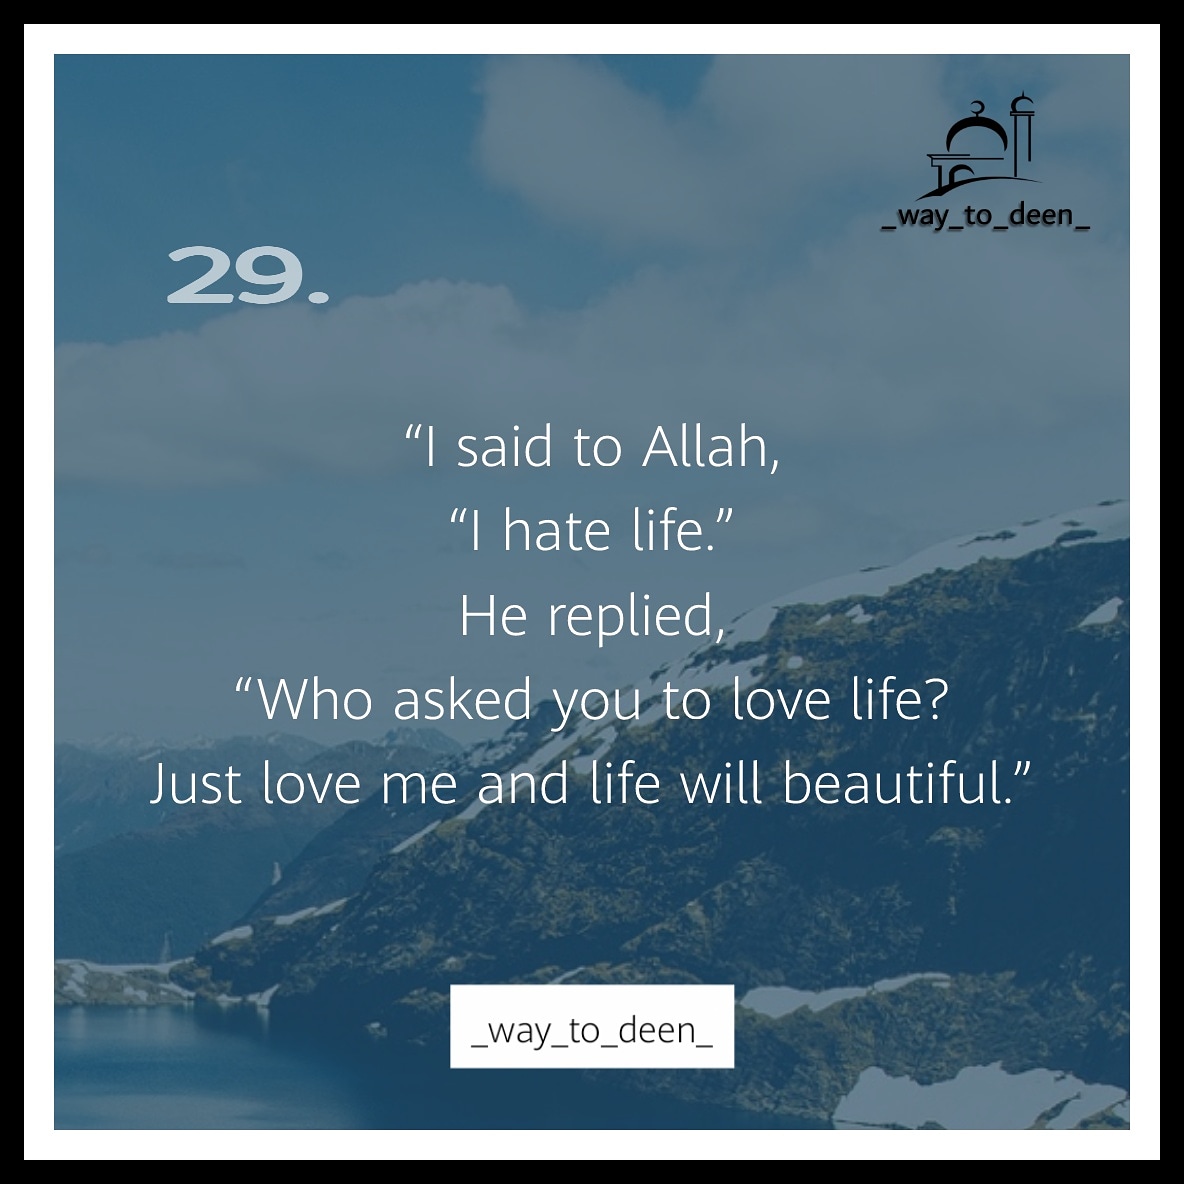 _way_to_deen_
29.
“I said to Allah,
“I hate life.”
He replied,
“Who asked you to love life?
Just love me and life will beautiful.”
_way_to_deen_